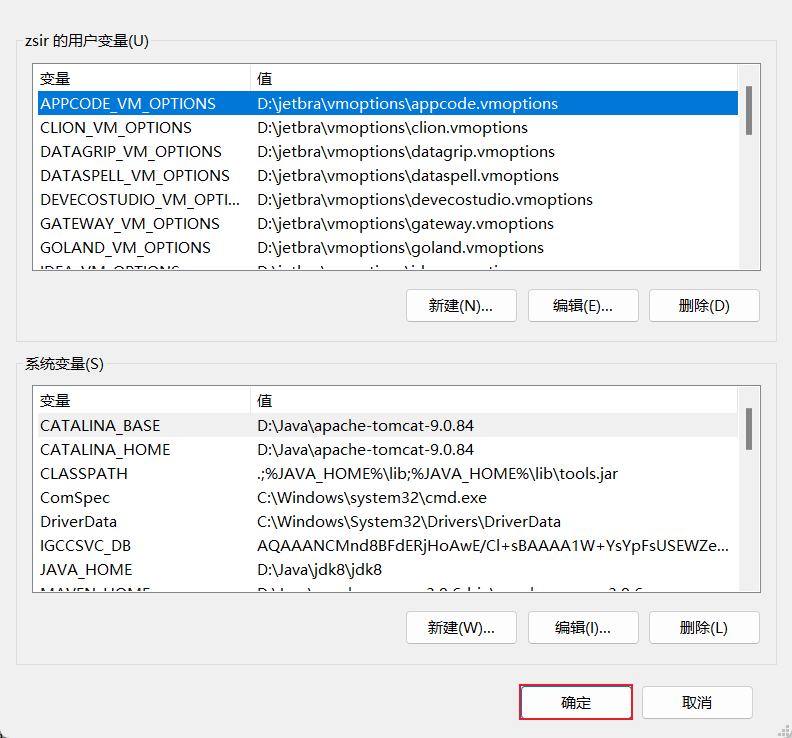 zsir 的用户变量(U)
变量 值
APPCODE_VM_OPTIONS D:\jetbra\vmoptions\appcode.vmoptions
CLION_VM_OPTIONS D:\jetbra\vmoptions\clion.vmoptions
DATAGRIP_VM_OPTIONS D:\jetbra\vmoptions\datagrip.vmoptions
DATASPELL_VM_OPTIONS D:\jetbra\vmoptions\dataspell.vmoptions
DEVECOSTUDIO_VM_OPTI... D:\jetbra\vmoptions\devecostudio.vmoptions
GATEWAY_VM_OPTIONS D:\jetbra\vmoptions\gateway.vmoptions
GOLAND_VM_OPTIONS D:\jetbra\vmoptions\goland.vmoptions
新建(N)... 编辑(E)... 删除(D)
系统变量(S)
变量 值
CATALINA_BASE D:\Java\apache-tomcat-9.0.84
CATALINA_HOME D:\Java\apache-tomcat-9.0.84
CLASSPATH .;%JAVA_HOME%\lib;%JAVA_HOME%\lib\tools.jar
ComSpec C:\Windows\system32\cmd.exe
DriverData C:\Windows\System32\Drivers\DriverData
IGCCSVC_DB AQAAANCMnd8BFdERjHoAwE/Cl+sBAAAA1W+YsYpFsUSEWZe...
JAVA_HOME D:\Java\jdk8\jdk8
新建(W)... 编辑(I)... 删除(L)
确定 取消